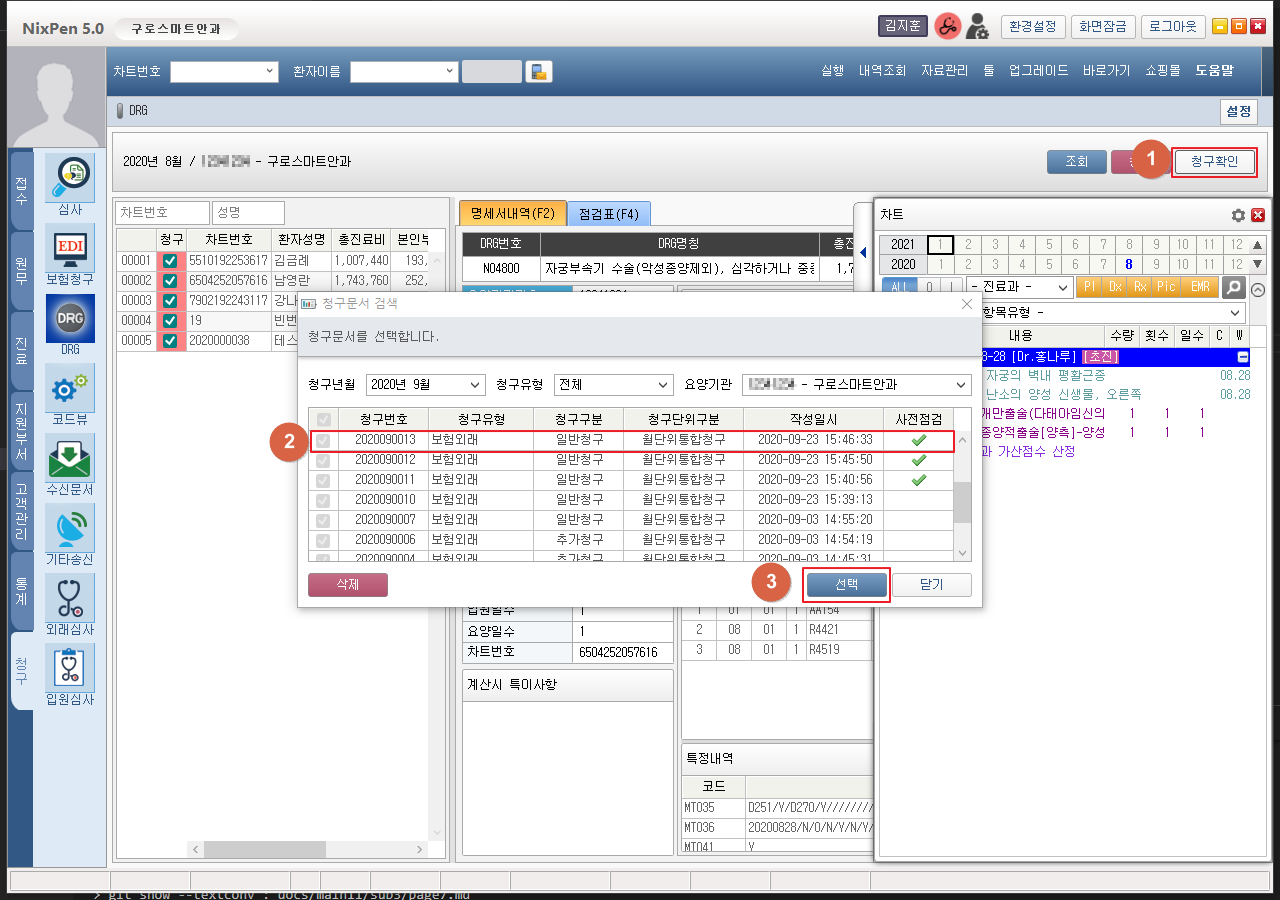 NixPen 5.0 구로스마트안과 김지훈 환경설정 화면잠금 로그아웃
차트번호 환자이름 실행 내역조회 자료관리 툴 업그레이드 바로가기 쇼핑몰 도움말
DRG 설정
2020년 8월 / - 구로스마트안과 조회 1 청구확인
접수
원무
진료
지원부서
고객관리
통계
청구
심사
EDI
보험청구
DRG
DRG
코드뷰
수신문서
기타송신
외래심사
입원심사
차트번호 성명
청구 차트번호 환자성명 총진료비 본인부
00001 5510192253617 김금례 1,007,440 193,
00002 6504252057616 남영란 1,743,760 252,
00003 7902192243117 강나
00004 19 빈번
00005 2020000038 테스
명세서내역(F2) 점검표(F4)
DRG번호 DRG명칭 총진
N04800 자궁부속기 수술(악성종양제외), 심각하거나 중증 1,7
차트
2021 1 2 3 4 5 6 7 8 9 10 11 12
2020 1 2 3 4 5 6 7 8 9 10 11 12
ALL O I - 진료과 - PI Dx Rx Pic EMR
항목유형 -
내용 수량 횟수 일수 C W
8-28 [Dr.홍나루] [초진]
자궁의 벽내 평활근종 08.28
난소의 양성 신생물, 오른쪽 08.28
개만출술(다태아임신의 1 1 1
종양적출술[양측]-양성 1 1 1
과 가산점수 산정
청구문서 검색
청구문서를 선택합니다.
청구년월 2020년 9월 청구유형 전체 요양기관 - 구로스마트안과
청구번호 청구유형 청구구분 청구단위구분 작성일시 사전점검
2 2020090013 보험외래 일반청구 월단위통합청구 2020-09-23 15:46:33
2020090012 보험외래 일반청구 월단위통합청구 2020-09-23 15:45:50
2020090011 보험외래 일반청구 월단위통합청구 2020-09-23 15:40:56
2020090010 보험외래 일반청구 월단위통합청구 2020-09-23 15:39:13
2020090007 보험외래 일반청구 월단위통합청구 2020-09-03 14:55:20
2020090006 보험외래 추가청구 월단위통합청구 2020-09-03 14:54:19
2020090004 보험외래 추가청구 월단위통합청구 2020-09-03 14:45:31
삭제 3 선택 닫기
입원일수 1
요양일수 1
차트번호 6504252057616
1 01 01 1 AA154
2 08 01 1 R4421
3 08 01 1 R4519
계산시 특이사항
특정내역
코드
MT035 D251/Y/D270/Y////////
MT036 20200828/N/O/N/Y/N/Y/
MT041 Y
> git show --textconv : docs/main11/sub3/page7.md